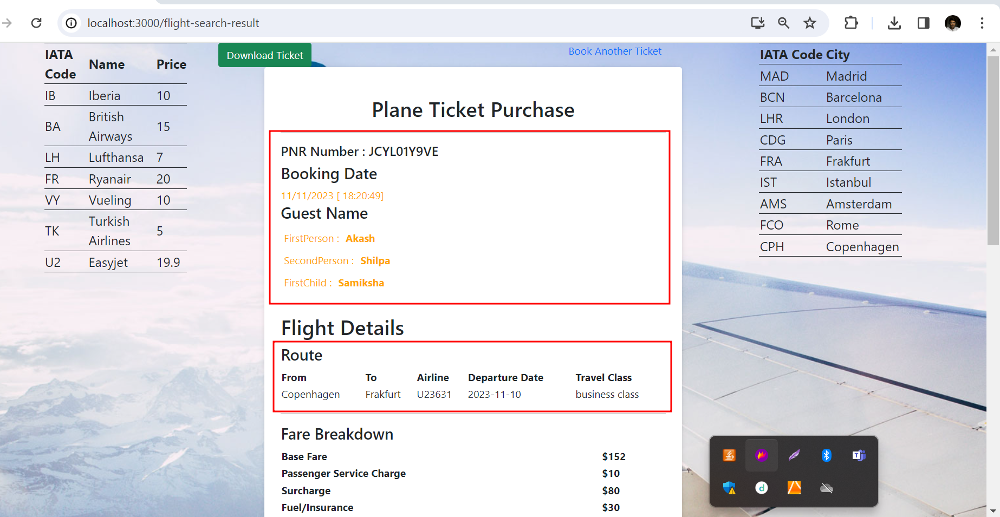 localhost:3000/flight-search-result
IATA Code Name Price
IB Iberia 10
BA British Airways 15
LH Lufthansa 7
FR Ryanair 20
VY Vueling 10
TK Turkish Airlines 5
U2 Easyjet 19.9
Download Ticket
Book Another Ticket
Plane Ticket Purchase
PNR Number : JCYL01Y9VE
Booking Date
11/11/2023 [ 18:20:49]
Guest Name
FirstPerson : Akash
SecondPerson : Shilpa
FirstChild : Samiksha
Flight Details
Route
From To Airline Departure Date Travel Class
Copenhagen Frakfurt U23631 2023-11-10 business class
Fare Breakdown
Base Fare $152
Passenger Service Charge $10
Surcharge $80
Fuel/Insurance $30
IATA Code City
MAD Madrid
BCN Barcelona
LHR London
CDG Paris
FRA Frakfurt
IST Istanbul
AMS Amsterdam
FCO Rome
CPH Copenhagen